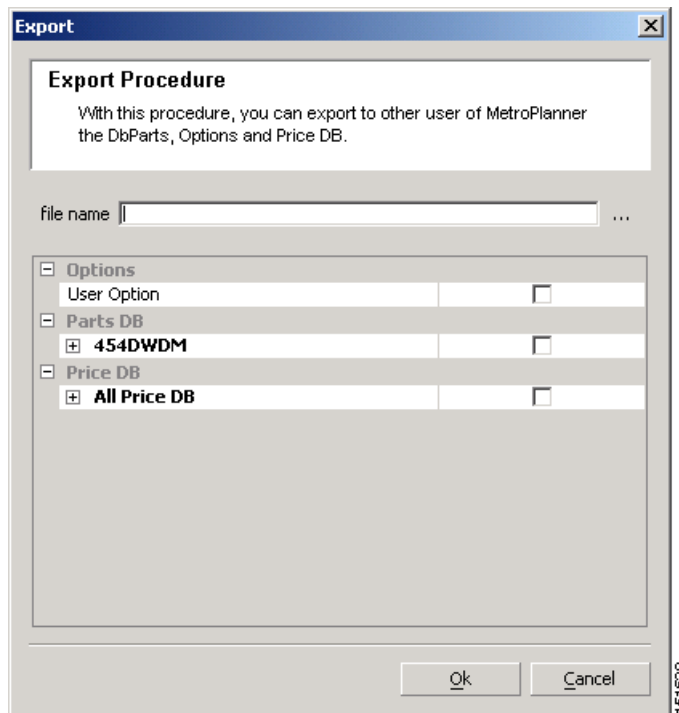 Export
Export Procedure
With this procedure, you can export to other user of MetroPlanner
the DbParts, Options and Price DB.
file name
...
Options
User Option
Parts DB
454DWDM
Price DB
All Price DB
Ok
Cancel